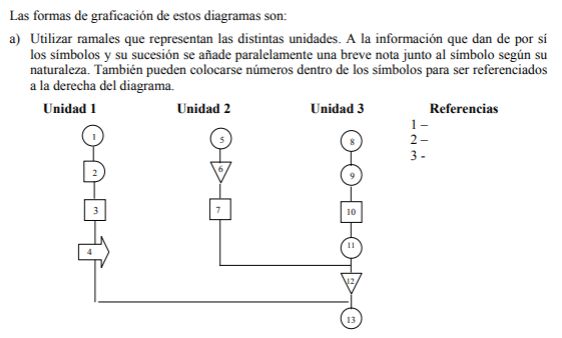 Las formas de graficación de estos diagramas son:
a) Utilizar ramales que representan las distintas unidades. A la información que dan de por sí
los símbolos y su sucesión se añade paralelamente una breve nota junto al símbolo según su
naturaleza. También pueden colocarse números dentro de los símbolos para ser referenciados
a la derecha del diagrama.
Unidad 1 Unidad 2 Unidad 3 Referencias
1 –
2 –
3 -
1 5 8
2 6 9
3 7 10
4 11
12
13